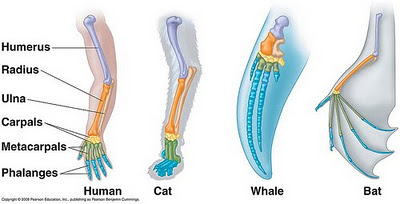 Humerus
Radius
Ulna
Carpals
Metacarpals
Phalanges
Human
Cat
Whale
Bat
Copyright © 2008 Pearson Education, Inc., publishing as Pearson Benjamin Cummings.